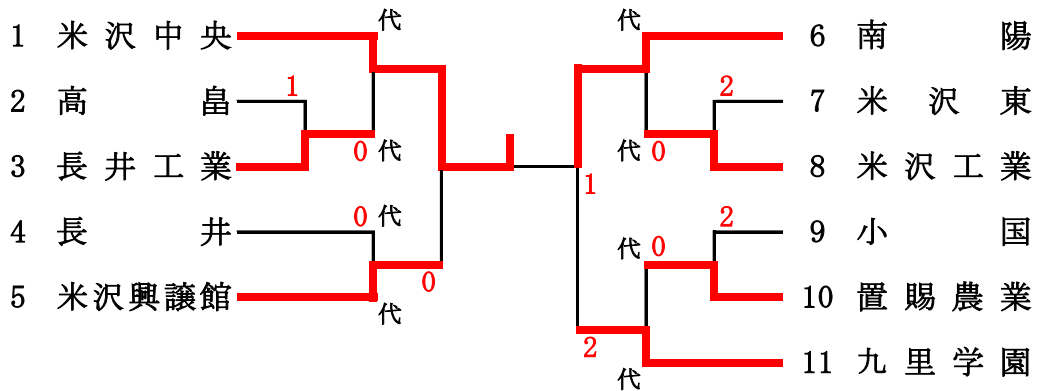 代 代
1 米沢中央 6 南陽
2 高畠 1 2 7 米沢東
0 代 代 0
3 長井工業 8 米沢工業
1
4 長井 0 代 2 9 小国
代 0
0
5 米沢興譲館 10 置賜農業
代
2
11 九里学園
代